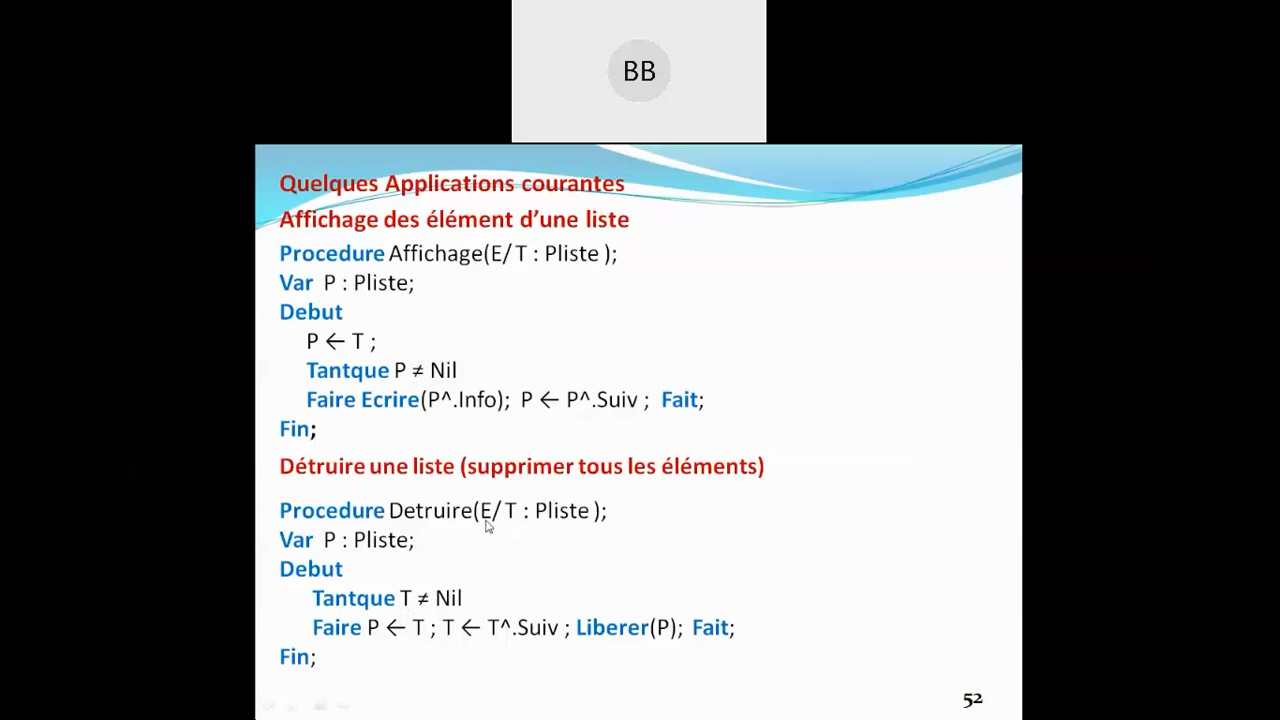 BB
Quelques Applications courantes
Affichage des élément d’une liste
Procedure Affichage(E/ T : Pliste );
Var P : Pliste;
Debut
P ← T ;
Tantque P ≠ Nil
Faire Ecrire(P^.Info); P ← P^.Suiv ; Fait;
Fin;
Détruire une liste (supprimer tous les éléments)
Procedure Detruire(E/ T : Pliste );
Var P : Pliste;
Debut
Tantque T ≠ Nil
Faire P ← T ; T ← T^.Suiv ; Liberer(P); Fait;
Fin;
52